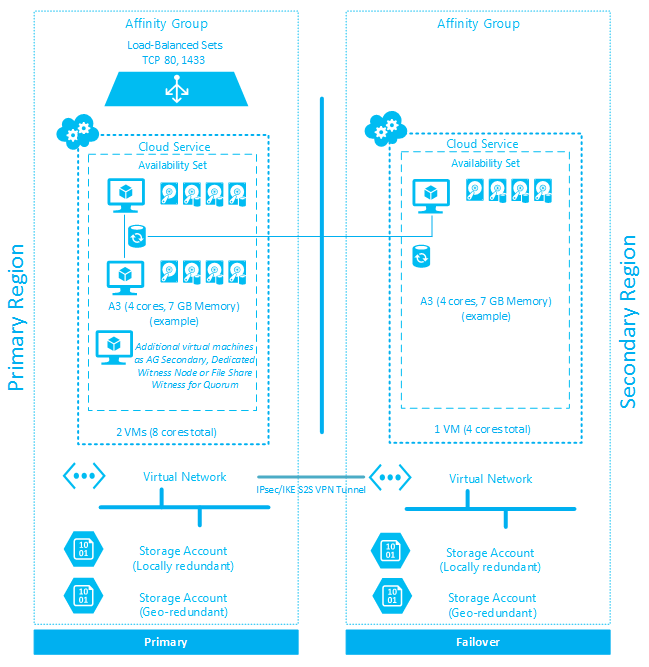 Affinity Group
Load-Balanced Sets
TCP 80, 1433
Cloud Service
Availability Set
A3 (4 cores, 7 GB Memory)
(example)
Additional virtual machines
as AG Secondary, Dedicated
Witness Node or File Share
Witness for Quorum
2 VMs (8 cores total)
Primary Region
Virtual Network
IPsec/IKE S2S VPN Tunnel
10
01
Storage Account
(Locally redundant)
10
01
Storage Account
(Geo-redundant)
Primary
Affinity Group
Cloud Service
Availability Set
A3 (4 cores, 7 GB Memory)
(example)
1 VM (4 cores total)
Secondary Region
Virtual Network
10
01
Storage Account
(Locally redundant)
10
01
Storage Account
(Geo-redundant)
Failover